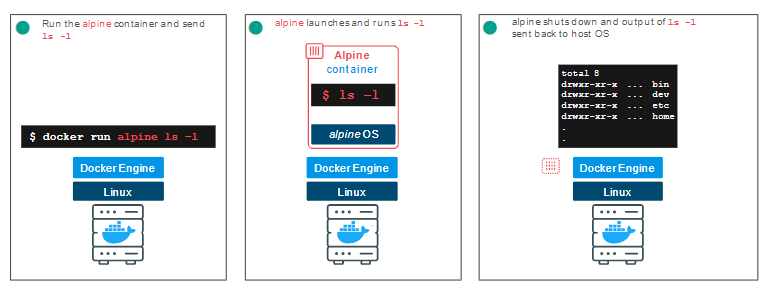 Run the alpine container and send
ls -l
$ docker run alpine ls -l
Docker Engine
Linux
alpine launches and runs ls -l
Alpine
container
$ ls -l
alpine OS
Docker Engine
Linux
alpine shuts down and output of ls -l
sent back to host OS
total 8
drwxr-xr-x ... bin
drwxr-xr-x ... dev
drwxr-xr-x ... etc
drwxr-xr-x ... home
.
.
Docker Engine
Linux